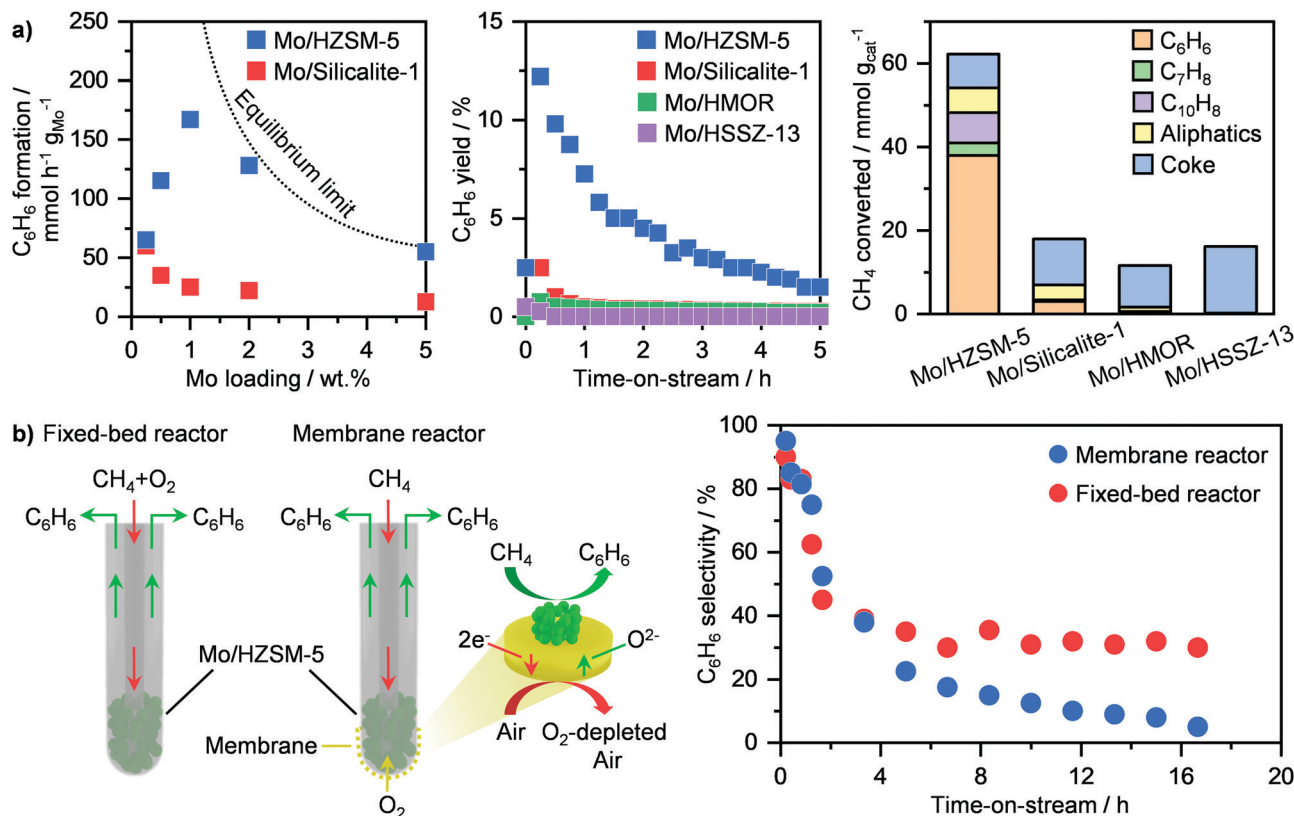 a)
C₆H₆ formation /
mmol h⁻¹ gMo⁻¹
250
200
150
100
50
0
0 1 2 3 4 5
Mo loading / wt.%
Mo/HZSM-5
Mo/Silicalite-1
Equilibrium limit
C₆H₆ yield / %
15
10
5
0
0 1 2 3 4 5
Time-on-stream / h
Mo/HZSM-5
Mo/Silicalite-1
Mo/HMOR
Mo/HSSZ-13
CH₄ converted / mmol gcat⁻¹
60
40
20
0
C₆H₆
C₇H₈
C₁₀H₈
Aliphatics
Coke
Mo/HZSM-5
Mo/Silicalite-1
Mo/HMOR
Mo/HSSZ-13
b)
Fixed-bed reactor
CH₄+O₂
C₆H₆
C₆H₆
Membrane reactor
CH₄
C₆H₆
C₆H₆
Mo/HZSM-5
Membrane
O₂
CH₄
C₆H₆
2e⁻
O²⁻
Air
O₂-depleted
Air
C₆H₆ selectivity / %
100
80
60
40
20
0
0 4 8 12 16 20
Time-on-stream / h
Membrane reactor
Fixed-bed reactor